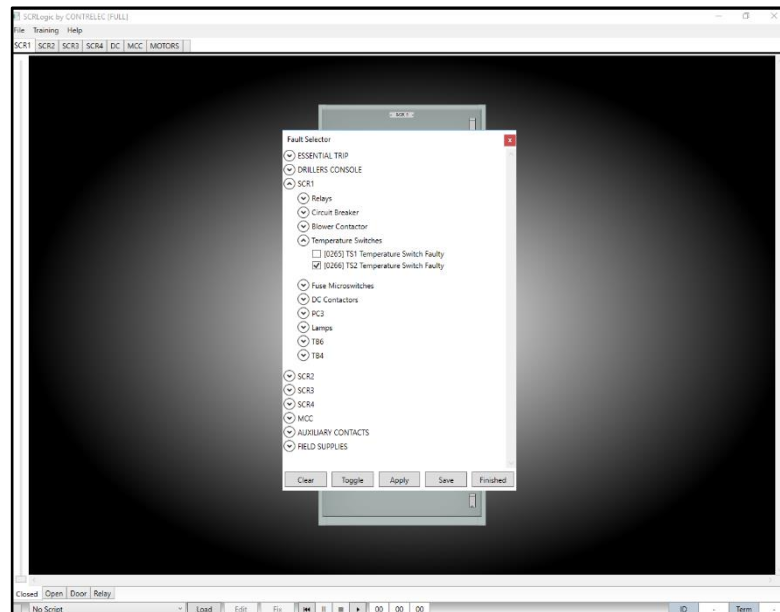 SCRLogic by CONTRELEC [FULL]
File Training Help
SCR1 SCR2 SCR3 SCR4 DC MCC MOTORS
SCR 1
Fault Selector x
ESSENTIAL TRIP
DRILLERS CONSOLE
SCR1
Relays
Circuit Breaker
Blower Contactor
Temperature Switches
[0265] TS1 Temperature Switch Faulty
[0266] TS2 Temperature Switch Faulty
Fuse Microswitches
DC Contactors
PC3
Lamps
TB6
TB4
SCR2
SCR3
SCR4
MCC
AUXILIARY CONTACTS
FIELD SUPPLIES
Clear Toggle Apply Save Finished
Closed Open Door Relay
No Script Load Edit Fix 00 00 00 ID - Term -